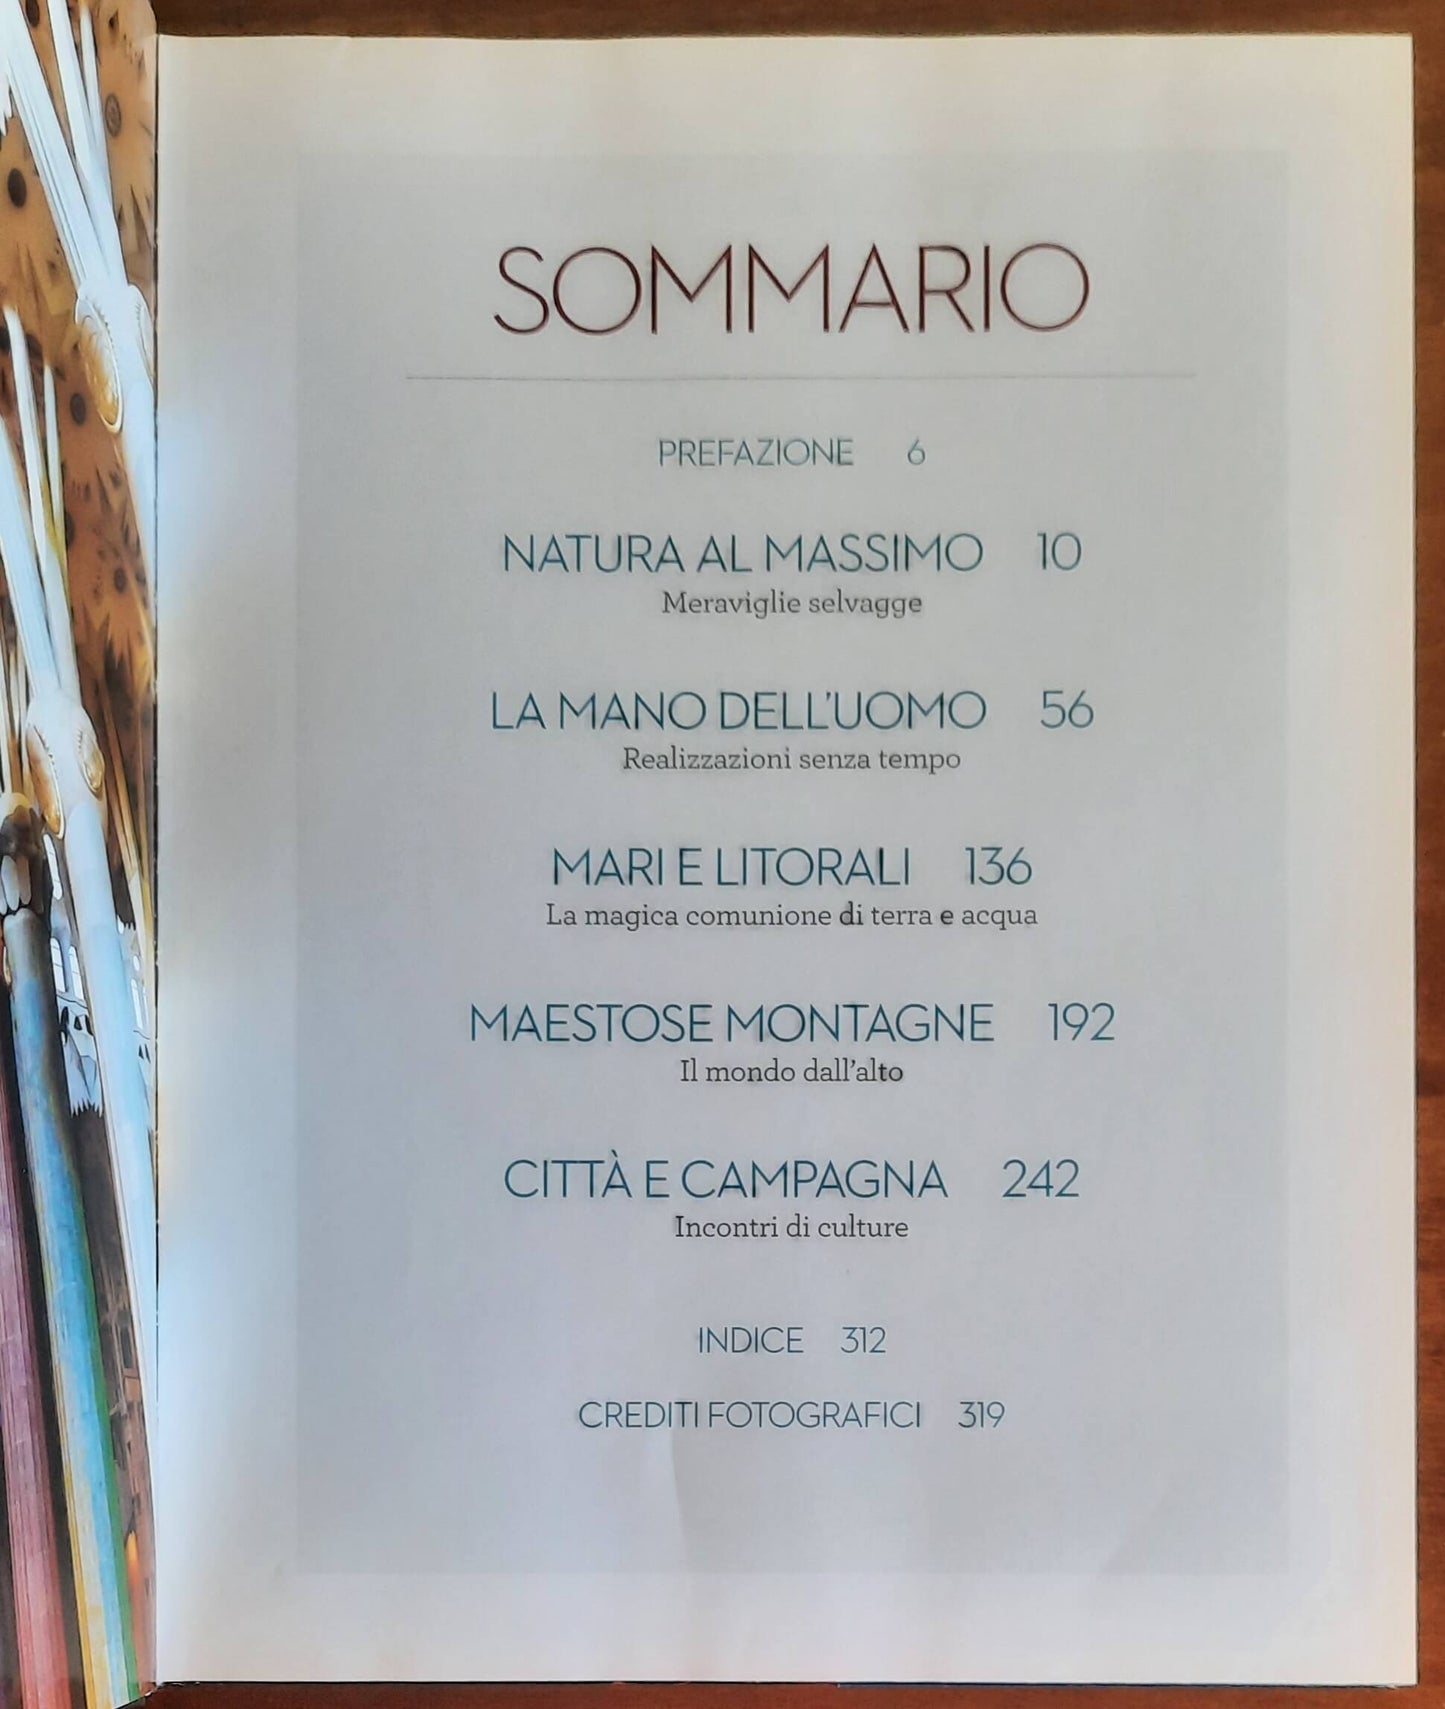 SOMMARIO
PREFAZIONE 6
NATURA AL MASSIMO 10
Meraviglie selvagge
LA MANO DELL'UOMO 56
Realizzazioni senza tempo
MARI E LITORALI 136
La magica comunione di terra e acqua
MAESTOSE MONTAGNE 192
Il mondo dall'alto
CITTÀ E CAMPAGNA 242
Incontri di culture
INDICE 312
CREDITI FOTOGRAFICI 319